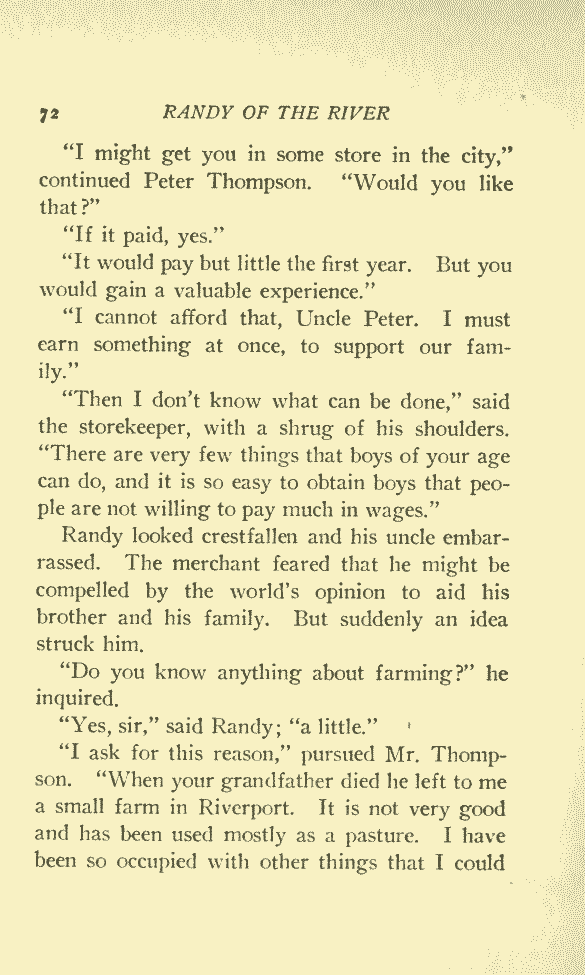 72 RANDY OF THE RIVER
"I might get you in some store in the city,"
continued Peter Thompson. "Would you like
that?"
"If it paid, yes."
"It would pay but little the first year. But you
would gain a valuable experience."
"I cannot afford that, Uncle Peter. I must
earn something at once, to support our fam-
ily."
"Then I don't know what can be done," said
the storekeeper, with a shrug of his shoulders.
"There are very few things that boys of your age
can do, and it is so easy to obtain boys that peo-
ple are not willing to pay much in wages."
Randy looked crestfallen and his uncle embar-
rassed. The merchant feared that he might be
compelled by the world's opinion to aid his
brother and his family. But suddenly an idea
struck him.
"Do you know anything about farming?" he
inquired.
"Yes, sir," said Randy; "a little."
"I ask for this reason," pursued Mr. Thomp-
son. "When your grandfather died he left to me
a small farm in Riverport. It is not very good
and has been used mostly as a pasture. I have
been so occupied with other things that I could